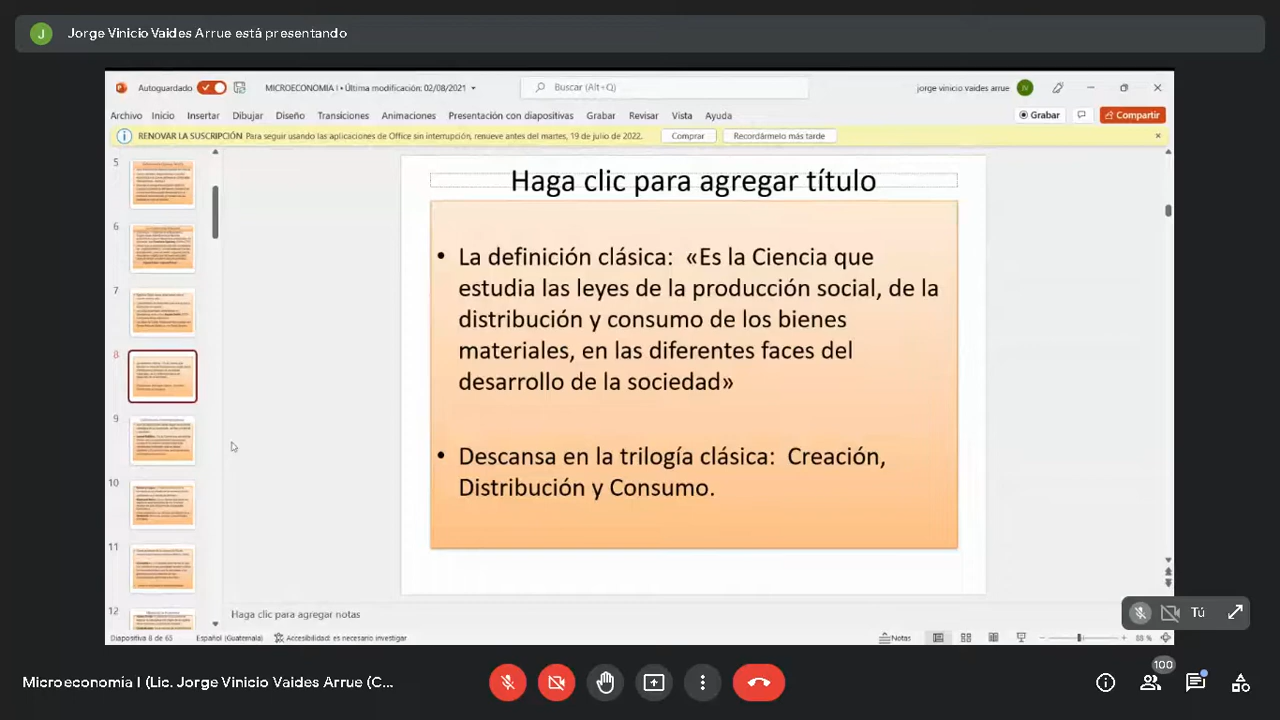 J Jorge Vinicio Vaides Arrue está presentando
Autoguardado MICROECONOMIA I • Última modificación: 02/08/2021 Buscar (Alt+Q) jorge vinicio vaides arrue
Archivo Inicio Insertar Dibujar Diseño Transiciones Animaciones Presentación con diapositivas Grabar Revisar Vista Ayuda Grabar Compartir
RENOVAR LA SUSCRIPCIÓN Para seguir usando las aplicaciones de Office sin interrupción, renueve antes del martes, 19 de julio de 2022. Comprar Recordármelo más tarde
5
6
7
8
9
10
11
12
Haga clic para agregar título
• La definición clásica: «Es la Ciencia que
estudia las leyes de la producción social, de la
distribución y consumo de los bienes
materiales, en las diferentes faces del
desarrollo de la sociedad»
• Descansa en la trilogía clásica: Creación,
Distribución y Consumo.
Haga clic para agregar notas
Diapositiva 8 de 65 Español (Guatemala) Accesibilidad: es necesario investigar Notas 88 %
Tú
Microeconomía I (Lic. Jorge Vinicio Vaides Arrue (C...
100